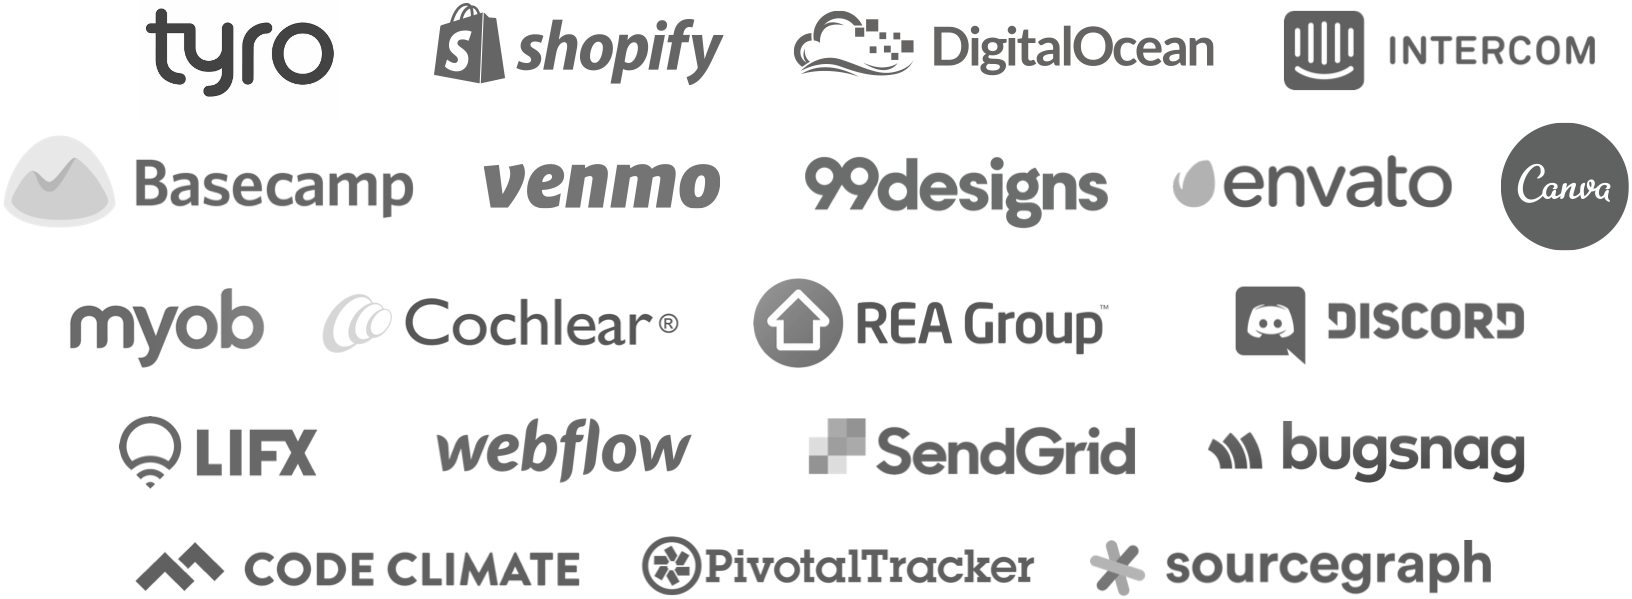 tyro shopify DigitalOcean INTERCOM
Basecamp venmo 99designs envato Canva
myob Cochlear® REA Group™ DISCORD
LIFX webflow SendGrid bugsnag
CODE CLIMATE PivotalTracker sourcegraph